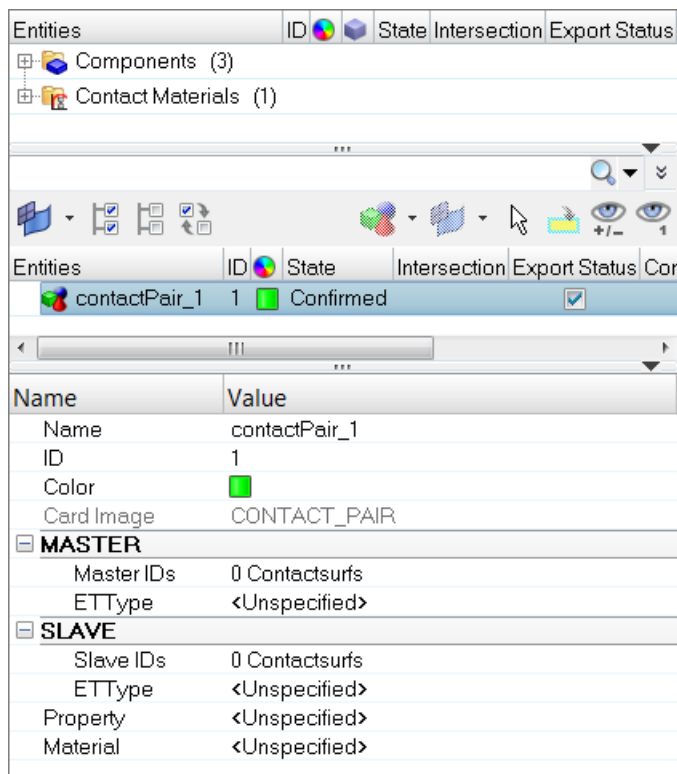 Entities ID State Intersection Export Status
Components (3)
Contact Materials (1)
+/- 1
Entities ID State Intersection Export Status Cor
contactPair_1 1 Confirmed
Name Value
Name contactPair_1
ID 1
Color
Card Image CONTACT_PAIR
MASTER
Master IDs 0 Contactsurfs
ETType <Unspecified>
SLAVE
Slave IDs 0 Contactsurfs
ETType <Unspecified>
Property <Unspecified>
Material <Unspecified>